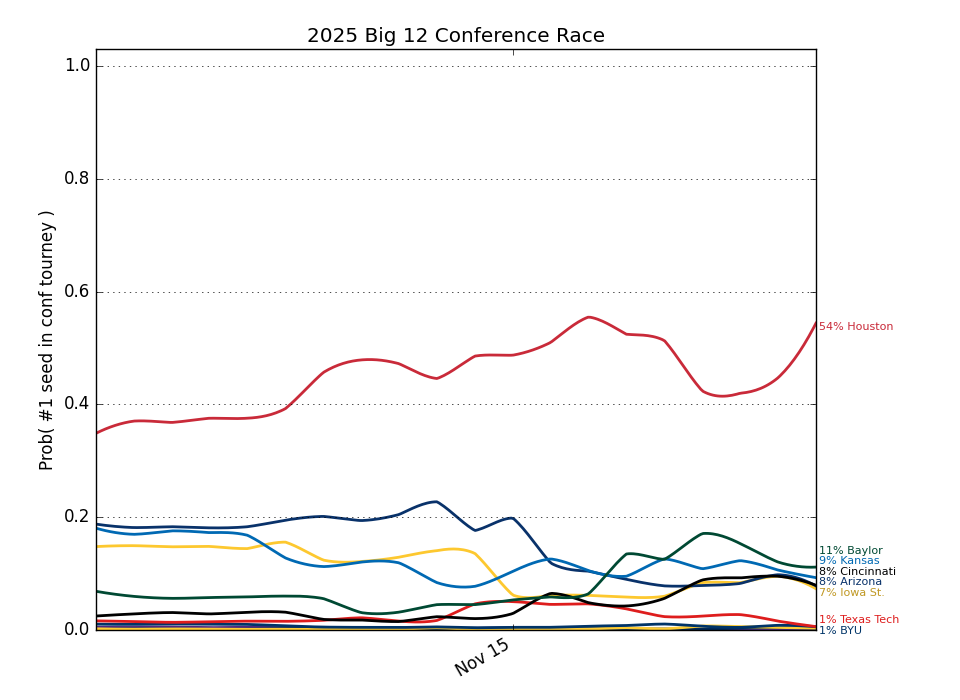 2025 Big 12 Conference Race
Prob( #1 seed in conf tourney )
1.0
0.8
0.6
0.4
0.2
0.0
Nov 15
54% Houston
11% Baylor
9% Kansas
8% Cincinnati
8% Arizona
7% Iowa St.
1% Texas Tech
1% BYU